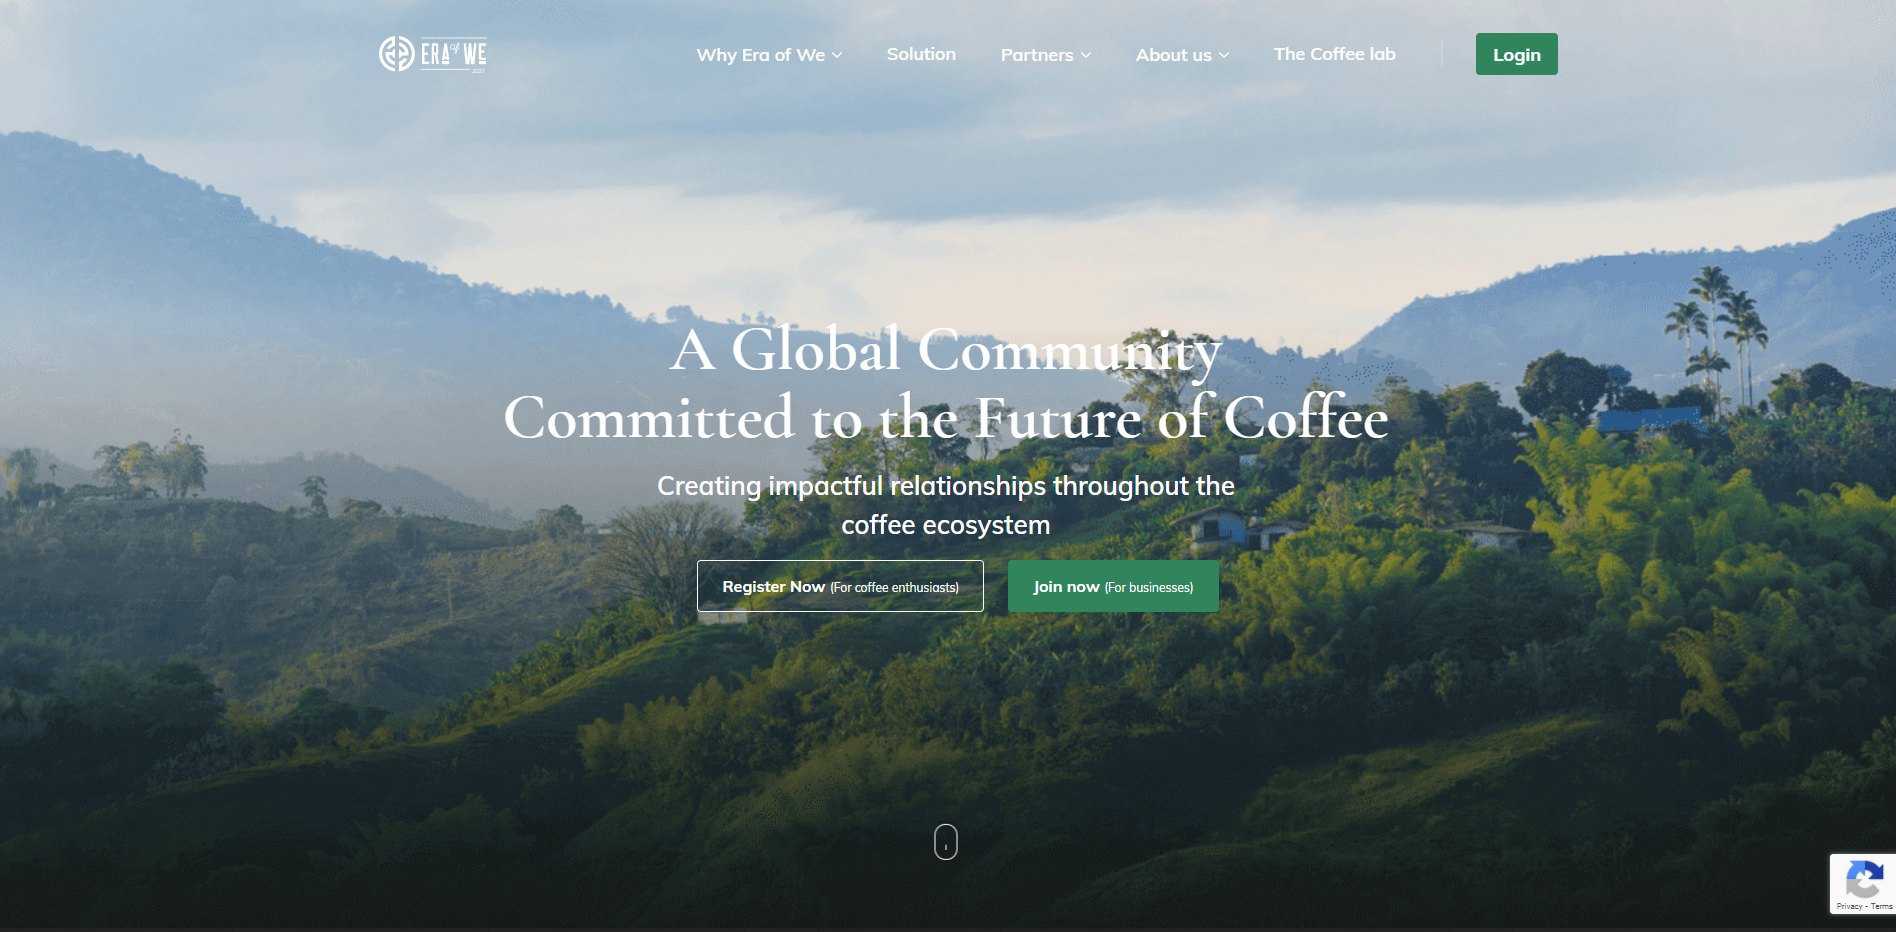 ERA of WE
2021
Why Era of We
Solution
Partners
About us
The Coffee lab
Login
A Global Community
Committed to the Future of Coffee
Creating impactful relationships throughout the
coffee ecosystem
Register Now (For coffee enthusiasts)
Join now (For businesses)
Privacy - Terms